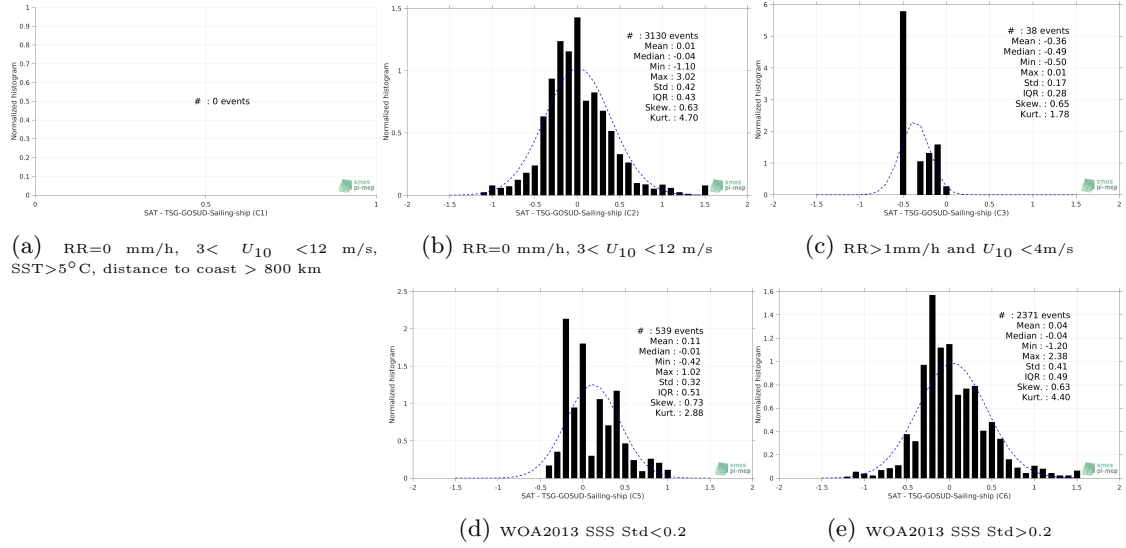 1
0.9
0.8
0.7
0.6
0.5
0.4
0.3
0.2
0.1
0
Normalized histogram
# : 0 events
0 0.5 1
SAT - TSG-GOSUD-Sailing-ship (C1)
smos
pi-mep
(a) RR=0 mm/h, 3< U10 <12 m/s,
SST>5°C, distance to coast > 800 km
1.5
1
0.5
0
Normalized histogram
# : 3130 events
Mean : 0.01
Median : -0.04
Min : -1.10
Max : 3.02
Std : 0.42
IQR : 0.43
Skew. : 0.63
Kurt. : 4.70
-2 -1.5 -1 -0.5 0 0.5 1 1.5 2
SAT - TSG-GOSUD-Sailing-ship (C2)
smos
pi-mep
(b) RR=0 mm/h, 3< U10 <12 m/s
6
5
4
3
2
1
0
Normalized histogram
# : 38 events
Mean : -0.36
Median : -0.49
Min : -0.50
Max : 0.01
Std : 0.17
IQR : 0.28
Skew. : 0.65
Kurt. : 1.78
-2 -1.5 -1 -0.5 0 0.5 1 1.5 2
SAT - TSG-GOSUD-Sailing-ship (C3)
smos
pi-mep
(c) RR>1mm/h and U10 <4m/s
2.5
2
1.5
1
0.5
0
Normalized histogram
# : 539 events
Mean : 0.11
Median : -0.01
Min : -0.42
Max : 1.02
Std : 0.32
IQR : 0.51
Skew. : 0.73
Kurt. : 2.88
-2 -1.5 -1 -0.5 0 0.5 1 1.5 2
SAT - TSG-GOSUD-Sailing-ship (C5)
smos
pi-mep
(d) WOA2013 SSS Std<0.2
1.6
1.4
1.2
1
0.8
0.6
0.4
0.2
0
Normalized histogram
# : 2371 events
Mean : 0.04
Median : -0.04
Min : -1.20
Max : 2.38
Std : 0.41
IQR : 0.49
Skew. : 0.63
Kurt. : 4.40
-2 -1.5 -1 -0.5 0 0.5 1 1.5 2
SAT - TSG-GOSUD-Sailing-ship (C6)
smos
pi-mep
(e) WOA2013 SSS Std>0.2